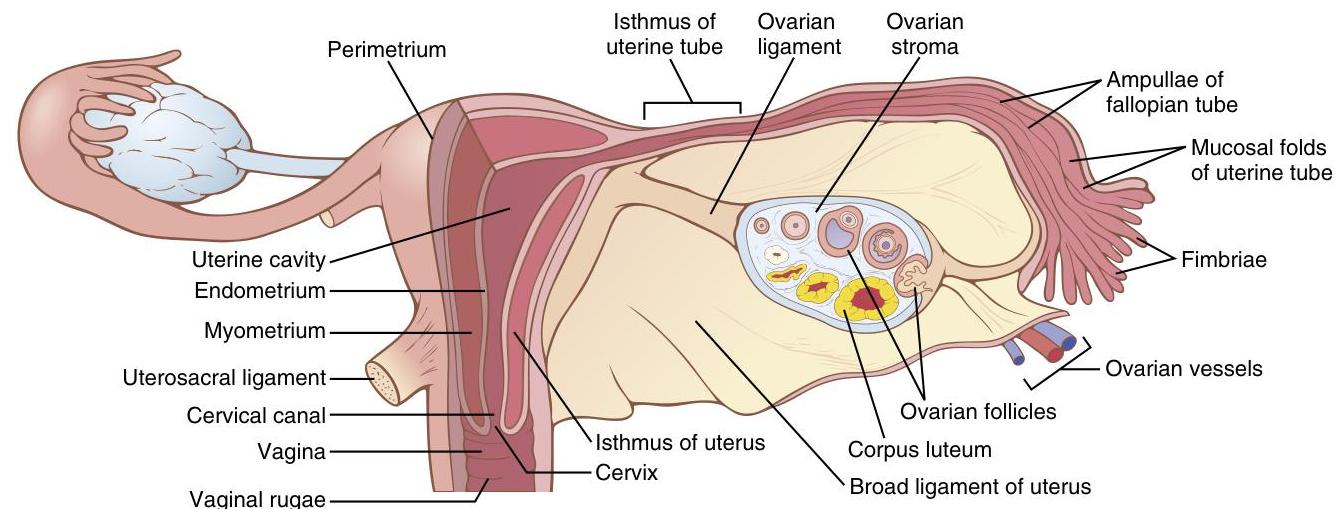 Isthmus of
uterine tube
Ovarian
ligament
Ovarian
stroma
Perimetrium
Ampullae of
fallopian tube
Mucosal folds
of uterine tube
Uterine cavity
Fimbriae
Endometrium
Myometrium
Uterosacral ligament
Ovarian vessels
Cervical canal
Ovarian follicles
Isthmus of uterus
Vagina
Corpus luteum
Cervix
Broad ligament of uterus
Vaginal rugae